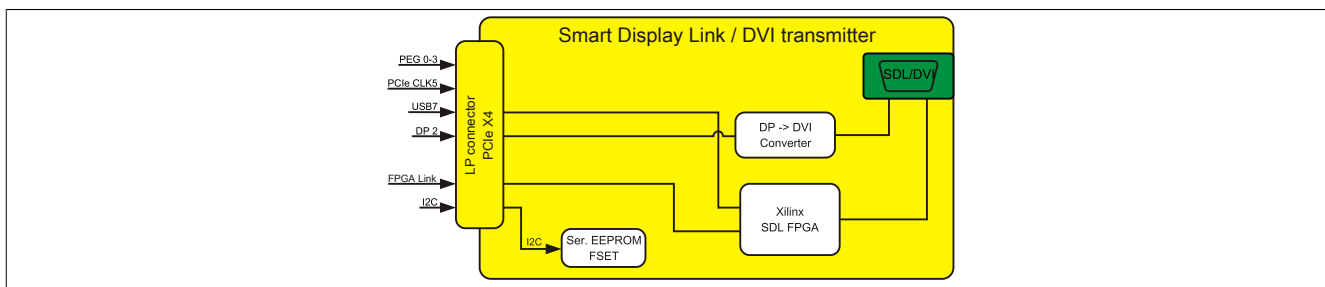 Smart Display Link / DVI transmitter
PEG 0-3
PCIe CLK5
USB7
DP 2
FPGA Link
I2C
LP connector
PCIe X4
SDL/DVI
DP -> DVI
Converter
Xilinx
SDL FPGA
I2C
Ser. EEPROM
FSET